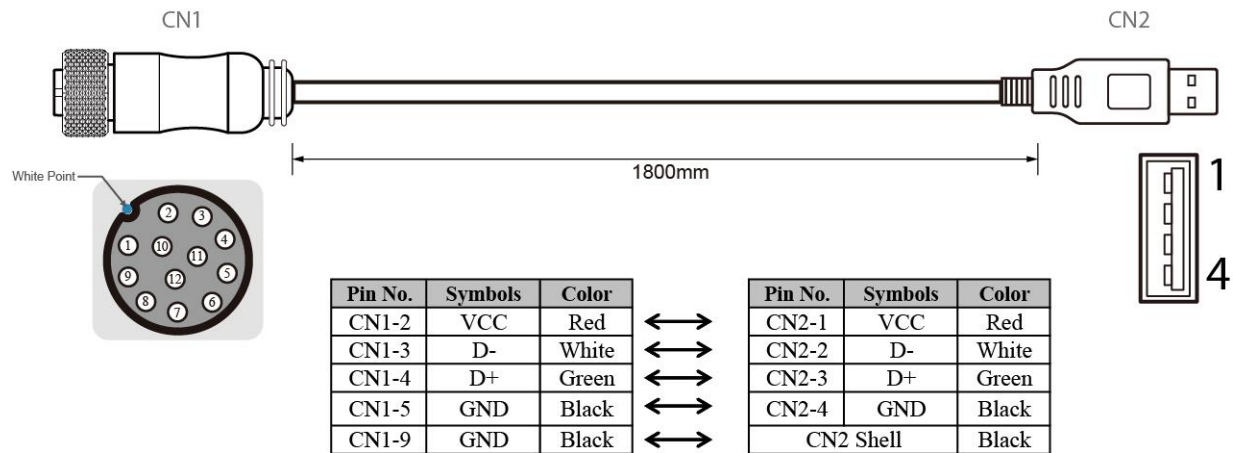 CN1
CN2
1800mm
White Point
2
3
1
10
4
11
9
12
5
8
7
6
1
4
Pin No. Symbols Color
CN1-2 VCC Red
CN1-3 D- White
CN1-4 D+ Green
CN1-5 GND Black
CN1-9 GND Black
Pin No. Symbols Color
CN2-1 VCC Red
CN2-2 D- White
CN2-3 D+ Green
CN2-4 GND Black
CN2 Shell Black